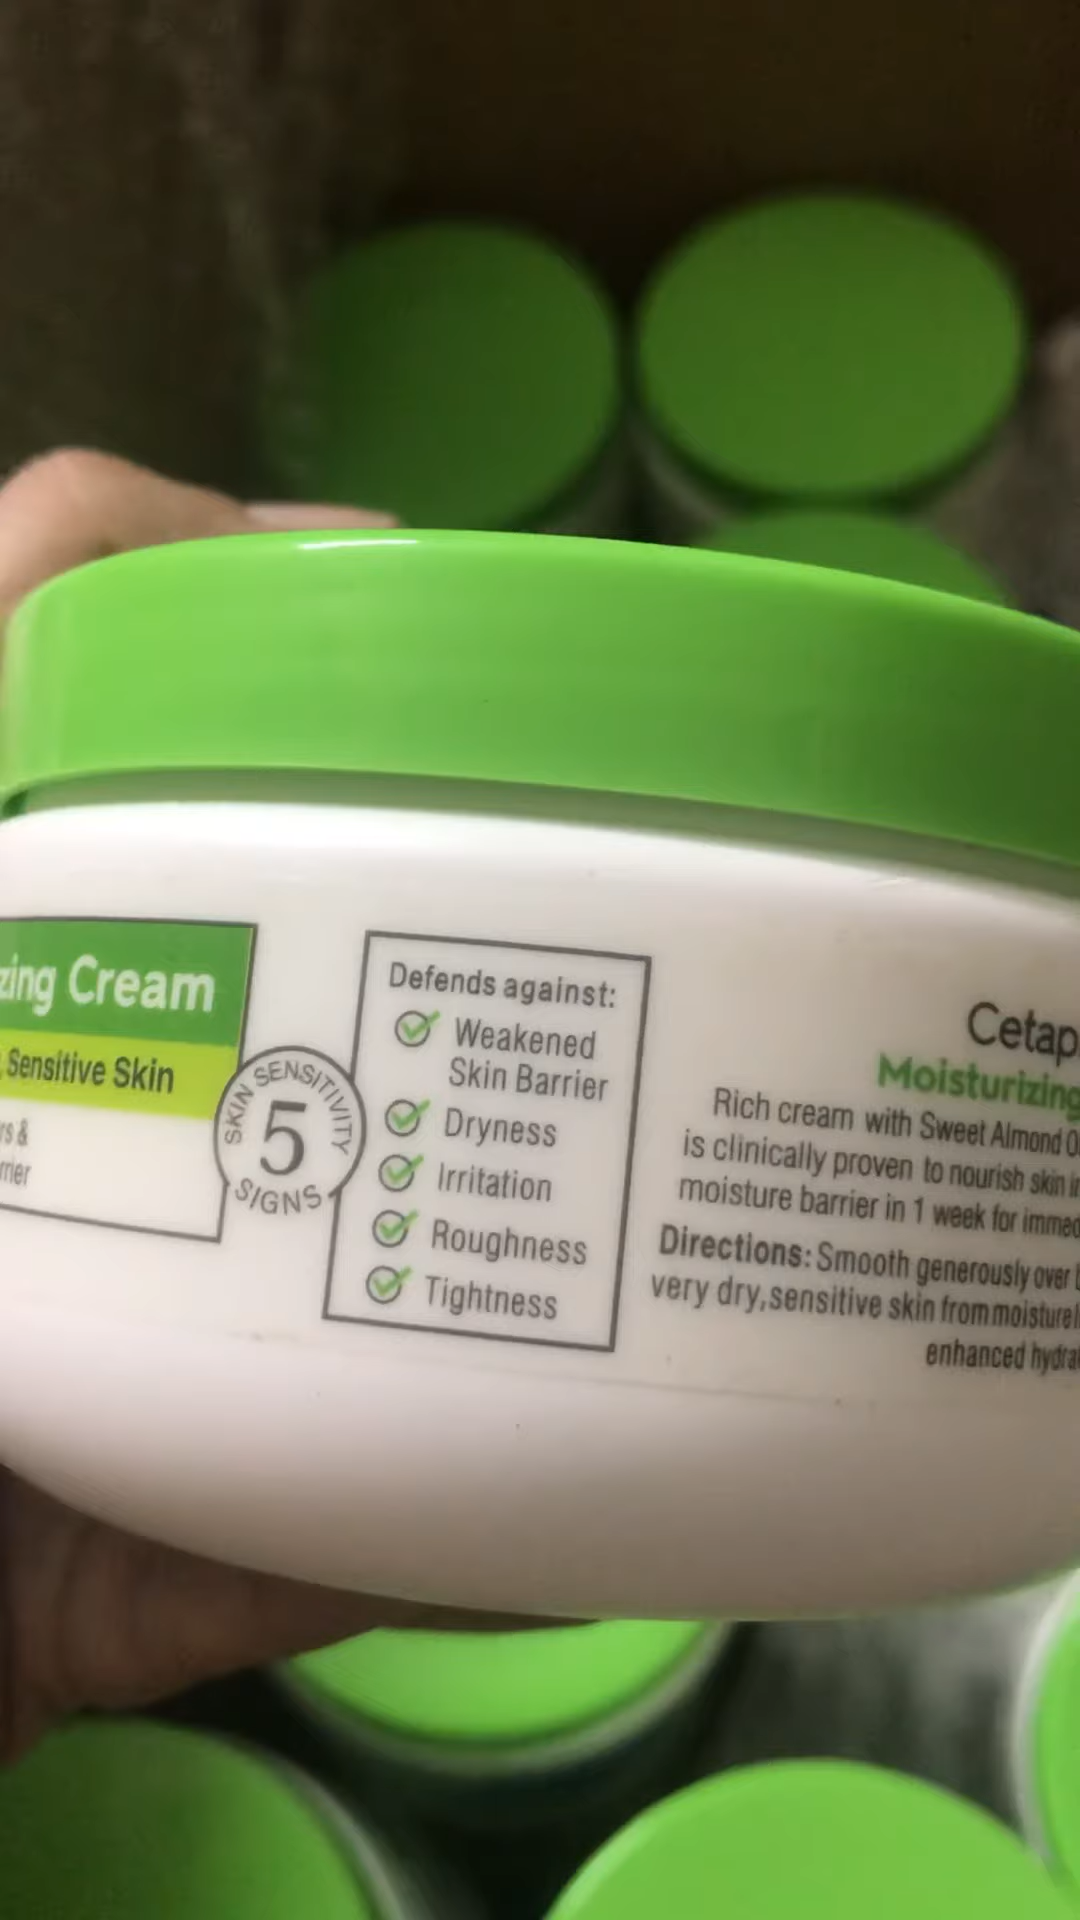 zing Cream
Sensitive Skin
rs &
rrier
SKIN SENSITIVITY
5
SIGNS
Defends against:
Weakened
Skin Barrier
Dryness
Irritation
Roughness
Tightness
Cetap
Moisturizing
Rich cream with Sweet Almond O
is clinically proven to nourish skin in
moisture barrier in 1 week for immed
Directions: Smooth generously over b
very dry,sensitive skin from moisture l
enhanced hydra